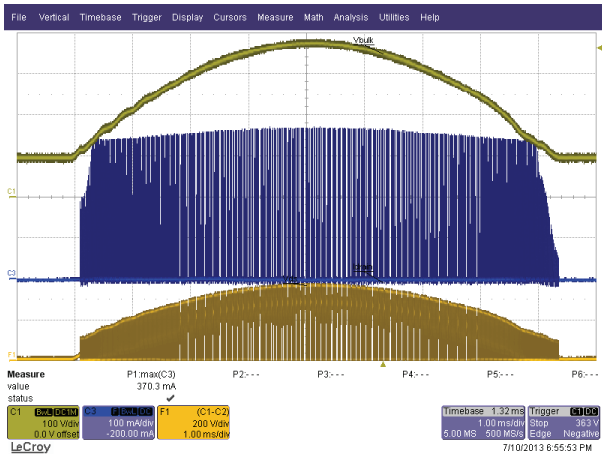 File Vertical Timebase Trigger Display Cursors Measure Math Analysis Utilities Help
Vbulk
C1
C3
F1
Measure P1:max(C3) P2:--- P3:--- P4:--- P5:--- P6:---
value 370.3 mA
status
C1 BwL DC1M
100 V/div
0.0 V offset
C3 F BwL DC
100 mA/div
-200.00 mA
F1 (C1-C2)
200 V/div
1.00 ms/div
Timebase 1.32 ms
1.00 ms/div
5.00 MS 500 MS/s
Trigger C1 DC
Stop 363 V
Edge Negative
LeCroy
7/10/2013 6:55:53 PM